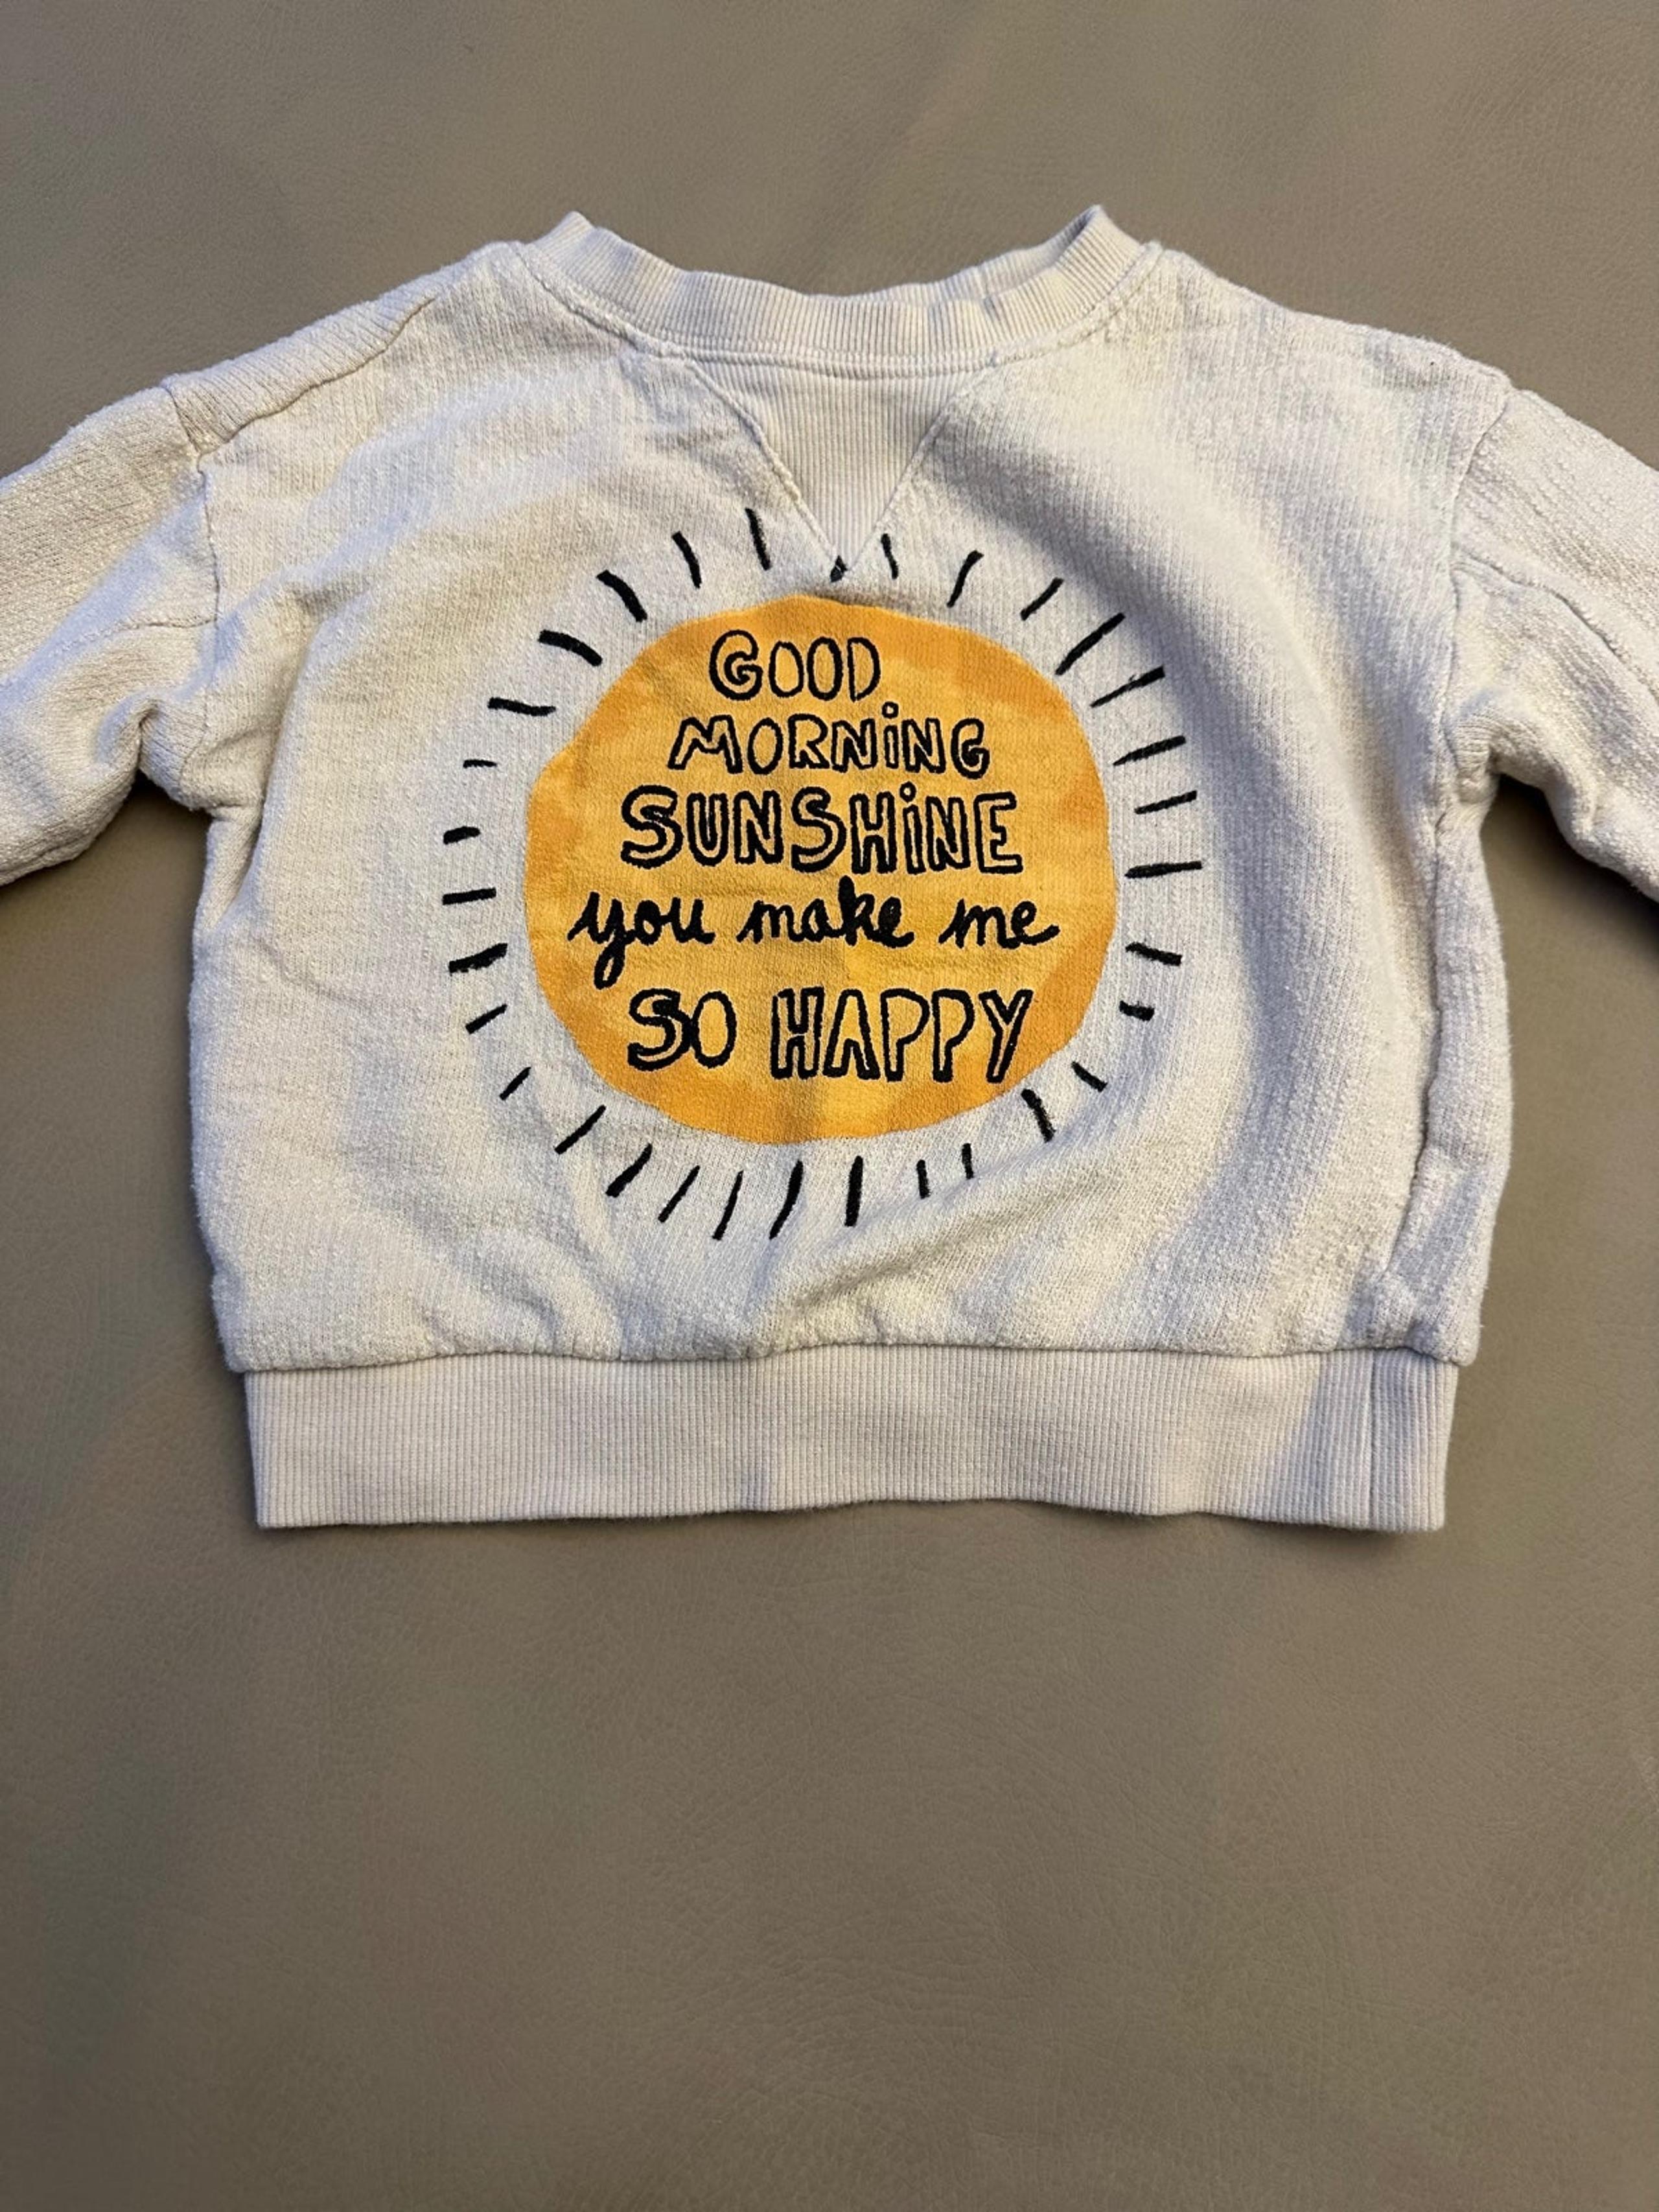 GOOD
MORNiNG
SUNSHiNE
you make me
SO HAPPY